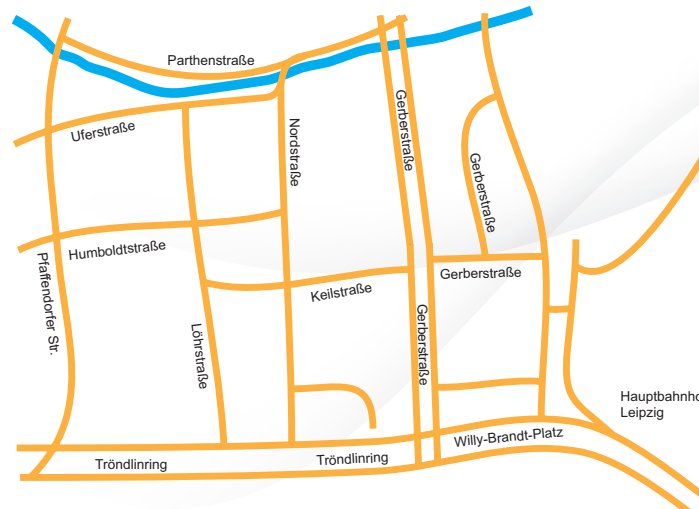 Parthenstraße
Uferstraße
Nordstraße
Gerberstraße
Gerberstraße
Humboldtstraße
Pfaffendorfer Str.
Keilstraße
Gerberstraße
Löhrstraße
Gerberstraße
Hauptbahnho
Leipzig
Willy-Brandt-Platz
Tröndlinring
Tröndlinring